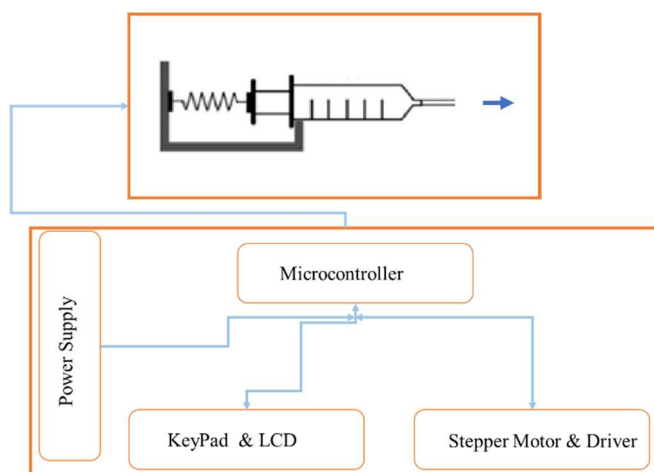 Microcontroller
Power Supply
KeyPad & LCD
Stepper Motor & Driver